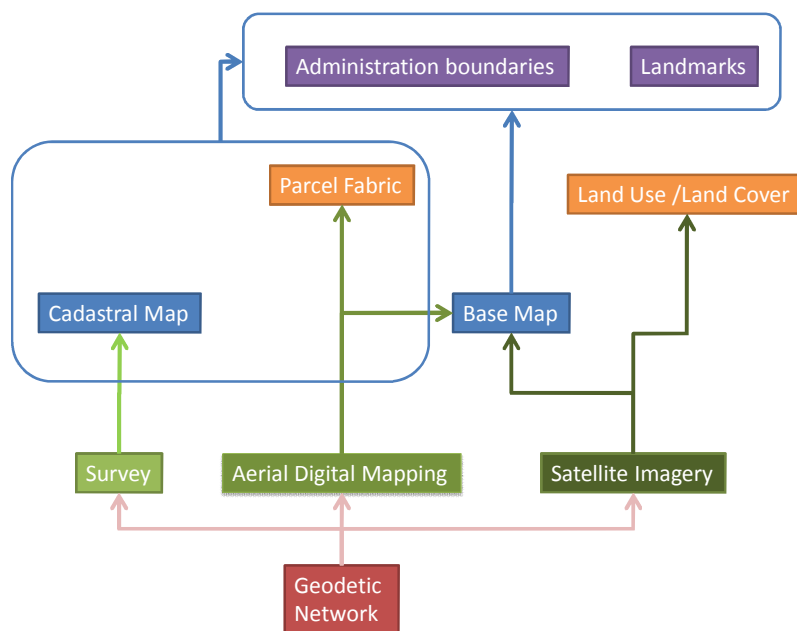 Administration boundaries
Landmarks
Parcel Fabric
Land Use /Land Cover
Cadastral Map
Base Map
Survey
Aerial Digital Mapping
Satellite Imagery
Geodetic
Network